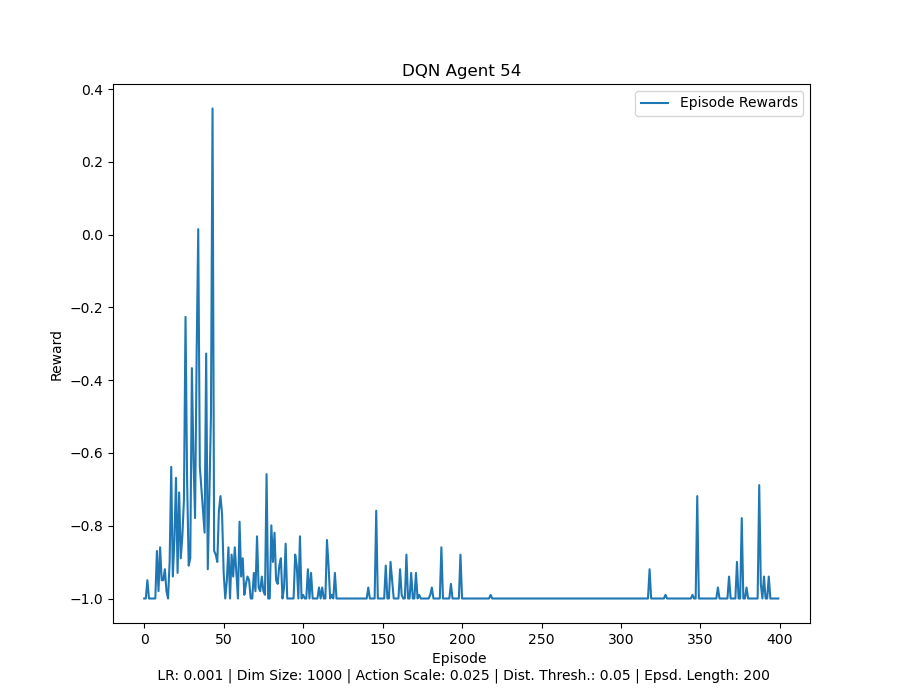 DQN Agent 54
Episode Rewards
0.4
0.2
0.0
−0.2
−0.4
−0.6
−0.8
−1.0
Reward
0 50 100 150 200 250 300 350 400
Episode
LR: 0.001 | Dim Size: 1000 | Action Scale: 0.025 | Dist. Thresh.: 0.05 | Epsd. Length: 200